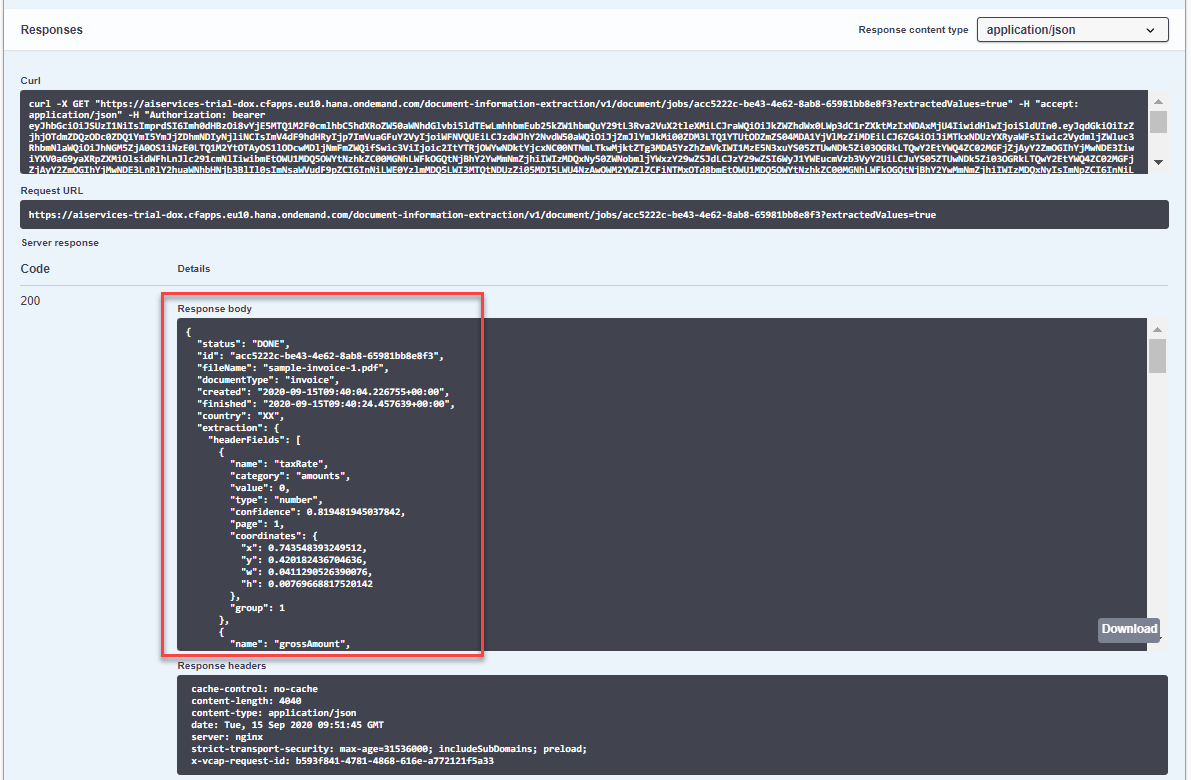 Responses
Response content type
application/json
Curl
curl -X GET "https://aiservices-trial-dox.cfapps.eu10.hana.ondemand.com/document-information-extraction/v1/document/jobs/acc5222c-be43-4e62-8ab8-65981bb8e8f3?extractedValues=true" -H "accept:
application/json" -H "Authorization: bearer
Request URL
https://aiservices-trial-dox.cfapps.eu10.hana.ondemand.com/document-information-extraction/v1/document/jobs/acc5222c-be43-4e62-8ab8-65981bb8e8f3?extractedValues=true
Server response
Code
Details
200
Response body
{
"status": "DONE",
"id": "acc5222c-be43-4e62-8ab8-65981bb8e8f3",
"fileName": "sample-invoice-1.pdf",
"documentType": "invoice",
"created": "2020-09-15T09:40:04.226755+00:00",
"finished": "2020-09-15T09:40:24.457639+00:00",
"country": "XX",
"extraction": {
"headerFields": [
{
"name": "taxRate",
"category": "amounts",
"value": 0,
"type": "number",
"confidence": 0.819481945037842,
"page": 1,
"coordinates": {
"x": 0.743548393249512,
"y": 0.420182436704636,
"w": 0.0411290526390076,
"h": 0.00769668817520142
},
"group": 1
},
{
"name": "grossAmount",
Download
Response headers
cache-control: no-cache
content-length: 4040
content-type: application/json
date: Tue, 15 Sep 2020 09:51:45 GMT
server: nginx
strict-transport-security: max-age=31536000; includeSubDomains; preload;
x-vcap-request-id: b593f841-4781-4868-616e-a772121f5a33